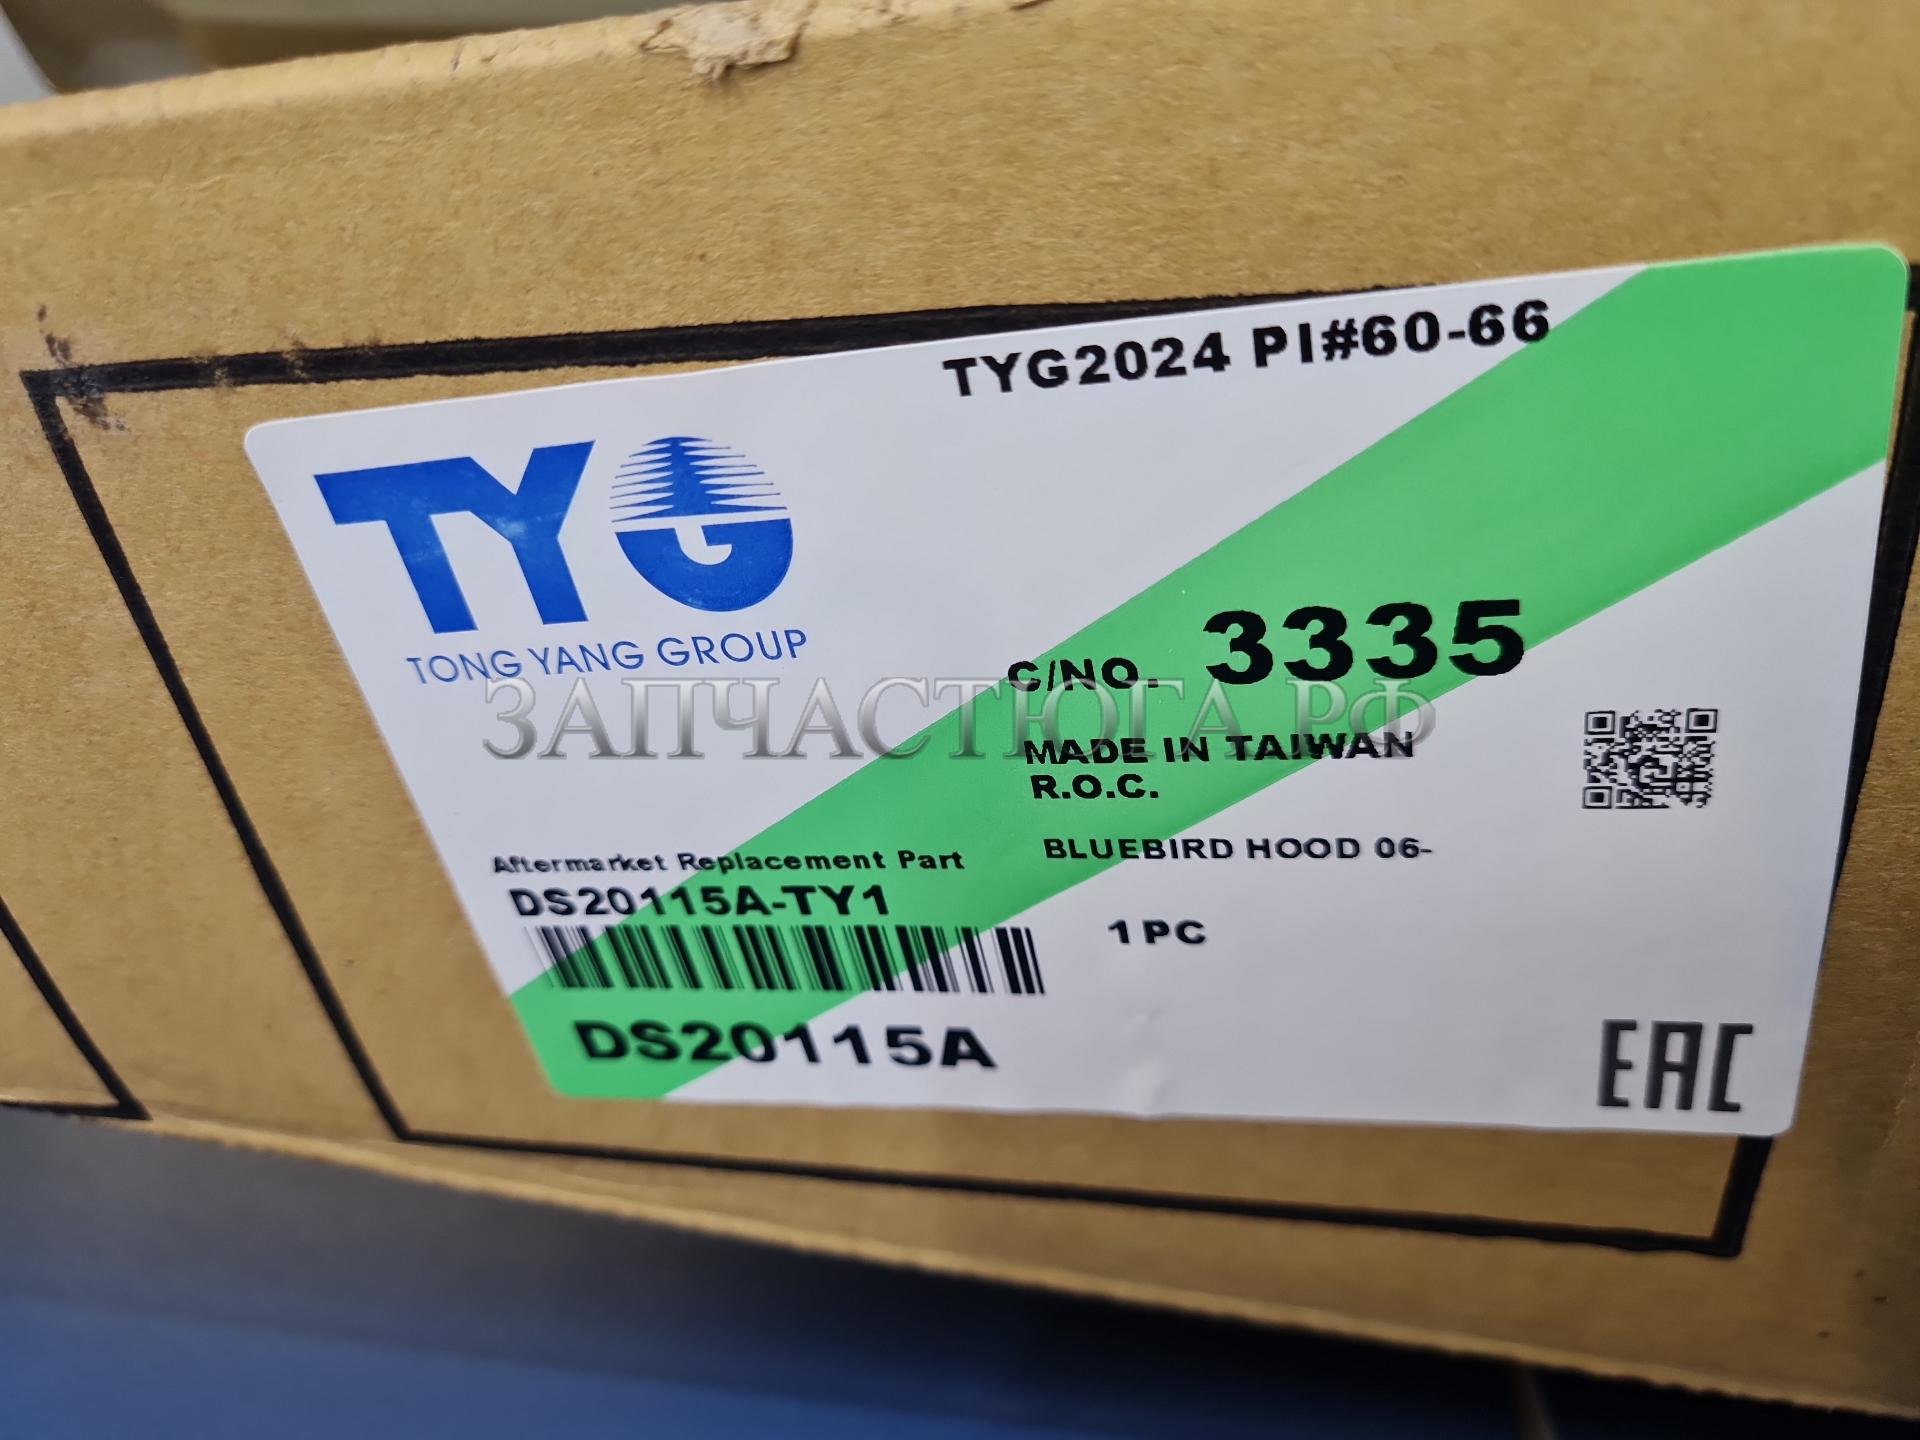 TYG2024 PI#60-66
TYG
TONG YANG GROUP
C/NO. 3335
ЗАПЧАСТЮГА.РФ
MADE IN TAIWAN
R.O.C.
Aftermarket Replacement Part
BLUEBIRD HOOD 06-
DS20115A-TY1
1 PC
DS20115A
EAC